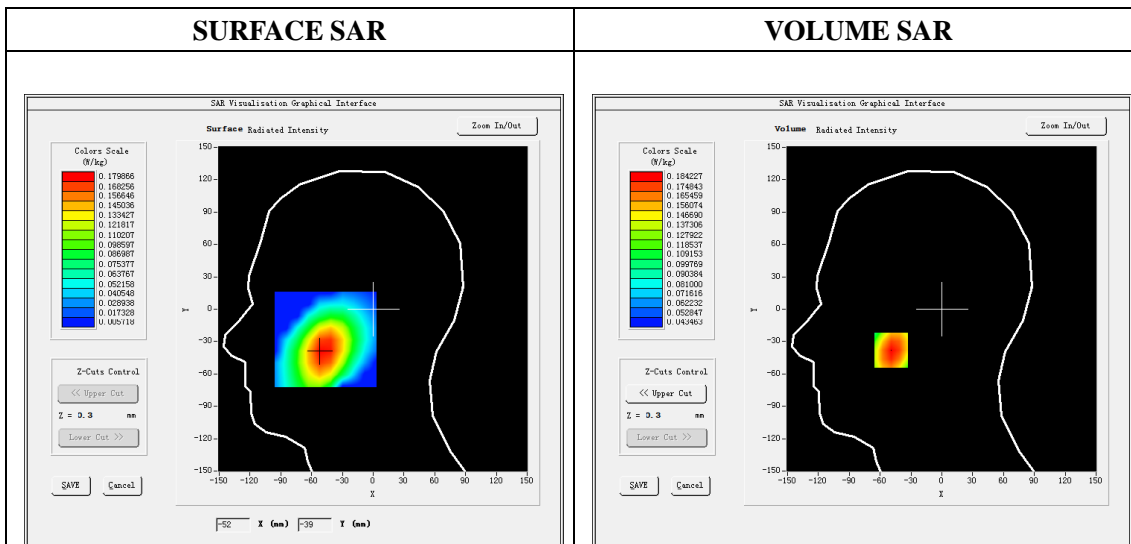 SURFACE SAR
VOLUME SAR
SAR Visualisation Graphical Interface
Surface Radiated Intensity
Zoom In/Out
Colors Scale
(W/kg)
0.179866
0.168256
0.156646
0.145036
0.133427
0.121817
0.110207
0.098597
0.086987
0.075377
0.063767
0.052158
0.040548
0.028938
0.017328
0.005718
Z-Cuts Control
<< Upper Cut
Z = 0.3 mm
Lower Cut >>
SAVE Cancel
150
120
90
60
30
0
-30
-60
-90
-120
-150
Y
-150 -120 -90 -60 -30 0 30 60 90 120 150
X
-52 X (mm) -39 Y (mm)
SAR Visualisation Graphical Interface
Volume Radiated Intensity
Zoom In/Out
Colors Scale
(W/kg)
0.184227
0.174843
0.165459
0.156074
0.146690
0.137306
0.127922
0.118537
0.109153
0.099769
0.090384
0.081000
0.071616
0.062232
0.052847
0.043463
Z-Cuts Control
<< Upper Cut
Z = 0.3 mm
Lower Cut >>
SAVE Cancel
150
120
90
60
30
0
-30
-60
-90
-120
-150
Y
-150 -120 -90 -60 -30 0 30 60 90 120 150
X